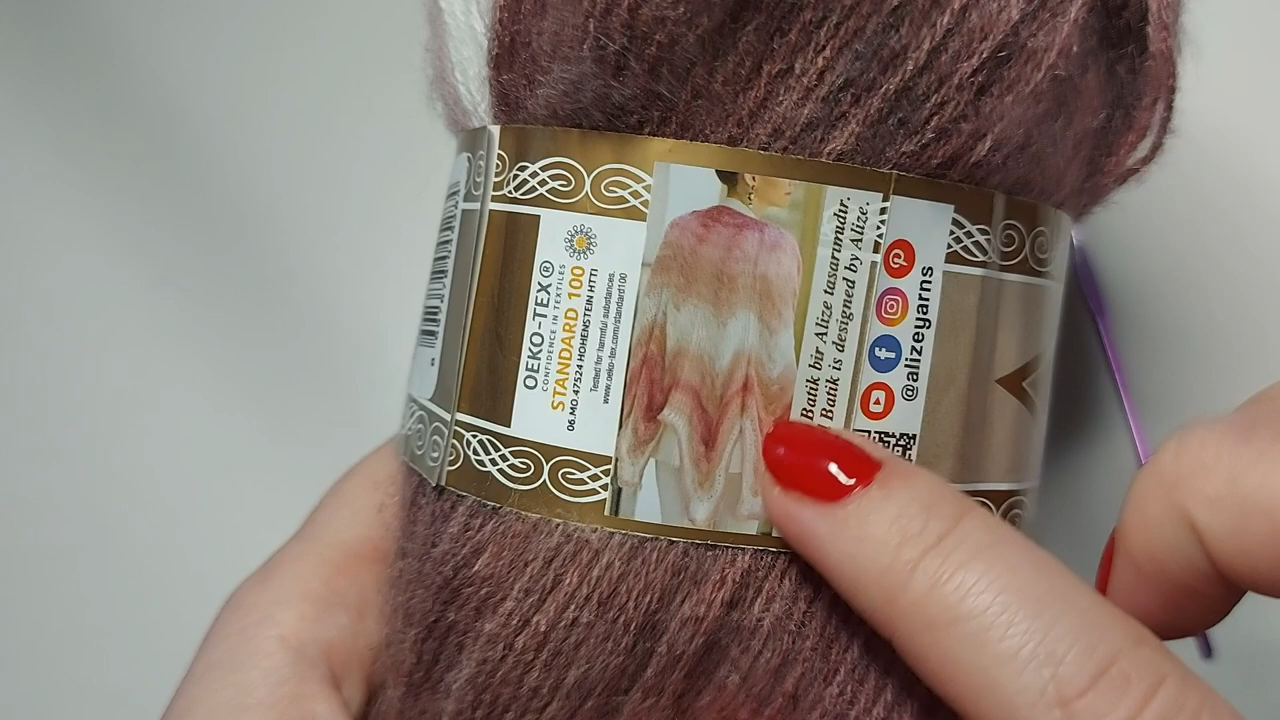 OEKO-TEX®
CONFIDENCE IN TEXTILES
STANDARD 100
06.M0.47524 HOHENSTEIN HTTI
Tested for harmful substances.
www.oeko-tex.com/standard100
Batik bir Alize tasarımıdır.
Batik is designed by Alize.
@alizeyarns